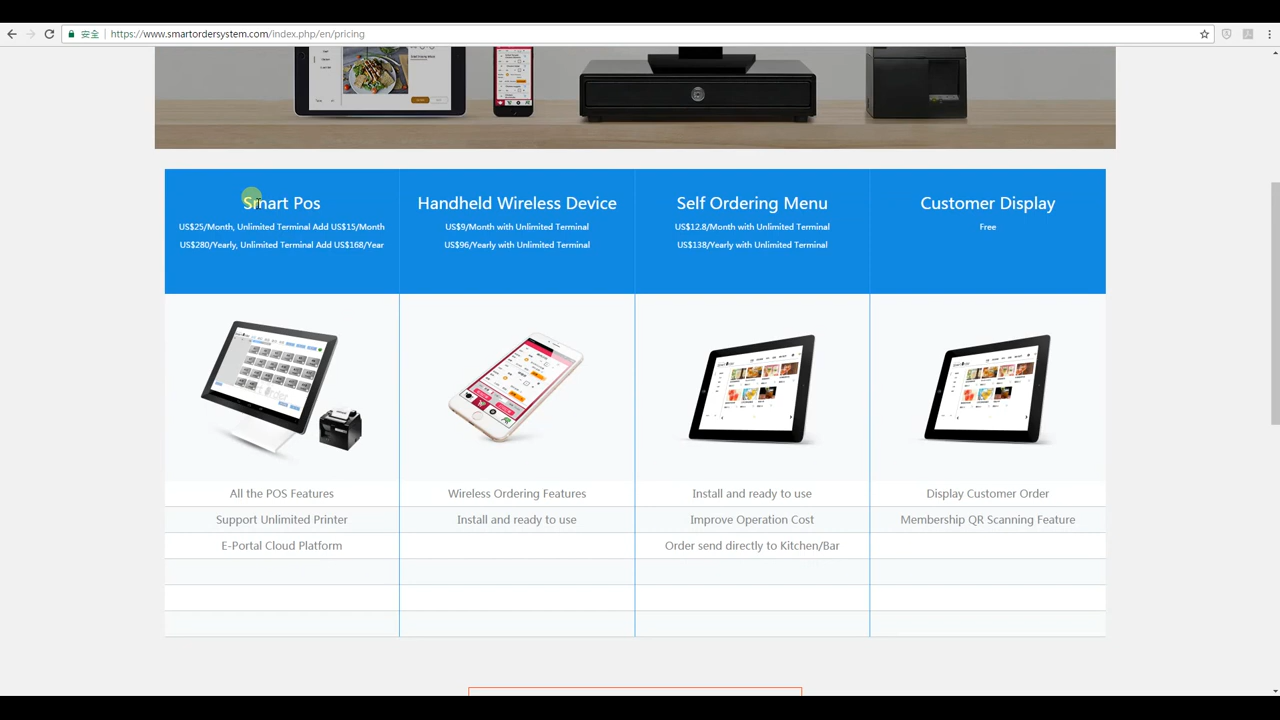 安全
https://www.smartordersystem.com/index.php/en/pricing
Smart Pos
US$25/Month, Unlimited Terminal Add US$15/Month
US$280/Yearly, Unlimited Terminal Add US$168/Year
Handheld Wireless Device
US$9/Month with Unlimited Terminal
US$96/Yearly with Unlimited Terminal
Self Ordering Menu
US$12.8/Month with Unlimited Terminal
US$138/Yearly with Unlimited Terminal
Customer Display
Free
All the POS Features
Wireless Ordering Features
Install and ready to use
Display Customer Order
Support Unlimited Printer
Install and ready to use
Improve Operation Cost
Membership QR Scanning Feature
E-Portal Cloud Platform
Order send directly to Kitchen/Bar